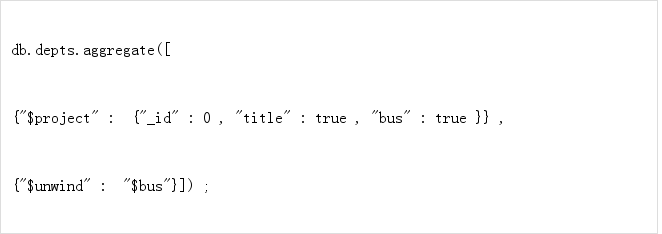 db.depts.aggregate([
{"$project" :  {"_id" : 0 , "title" : true , "bus" : true }} ,
{"$unwind" :  "$bus"}]) ;